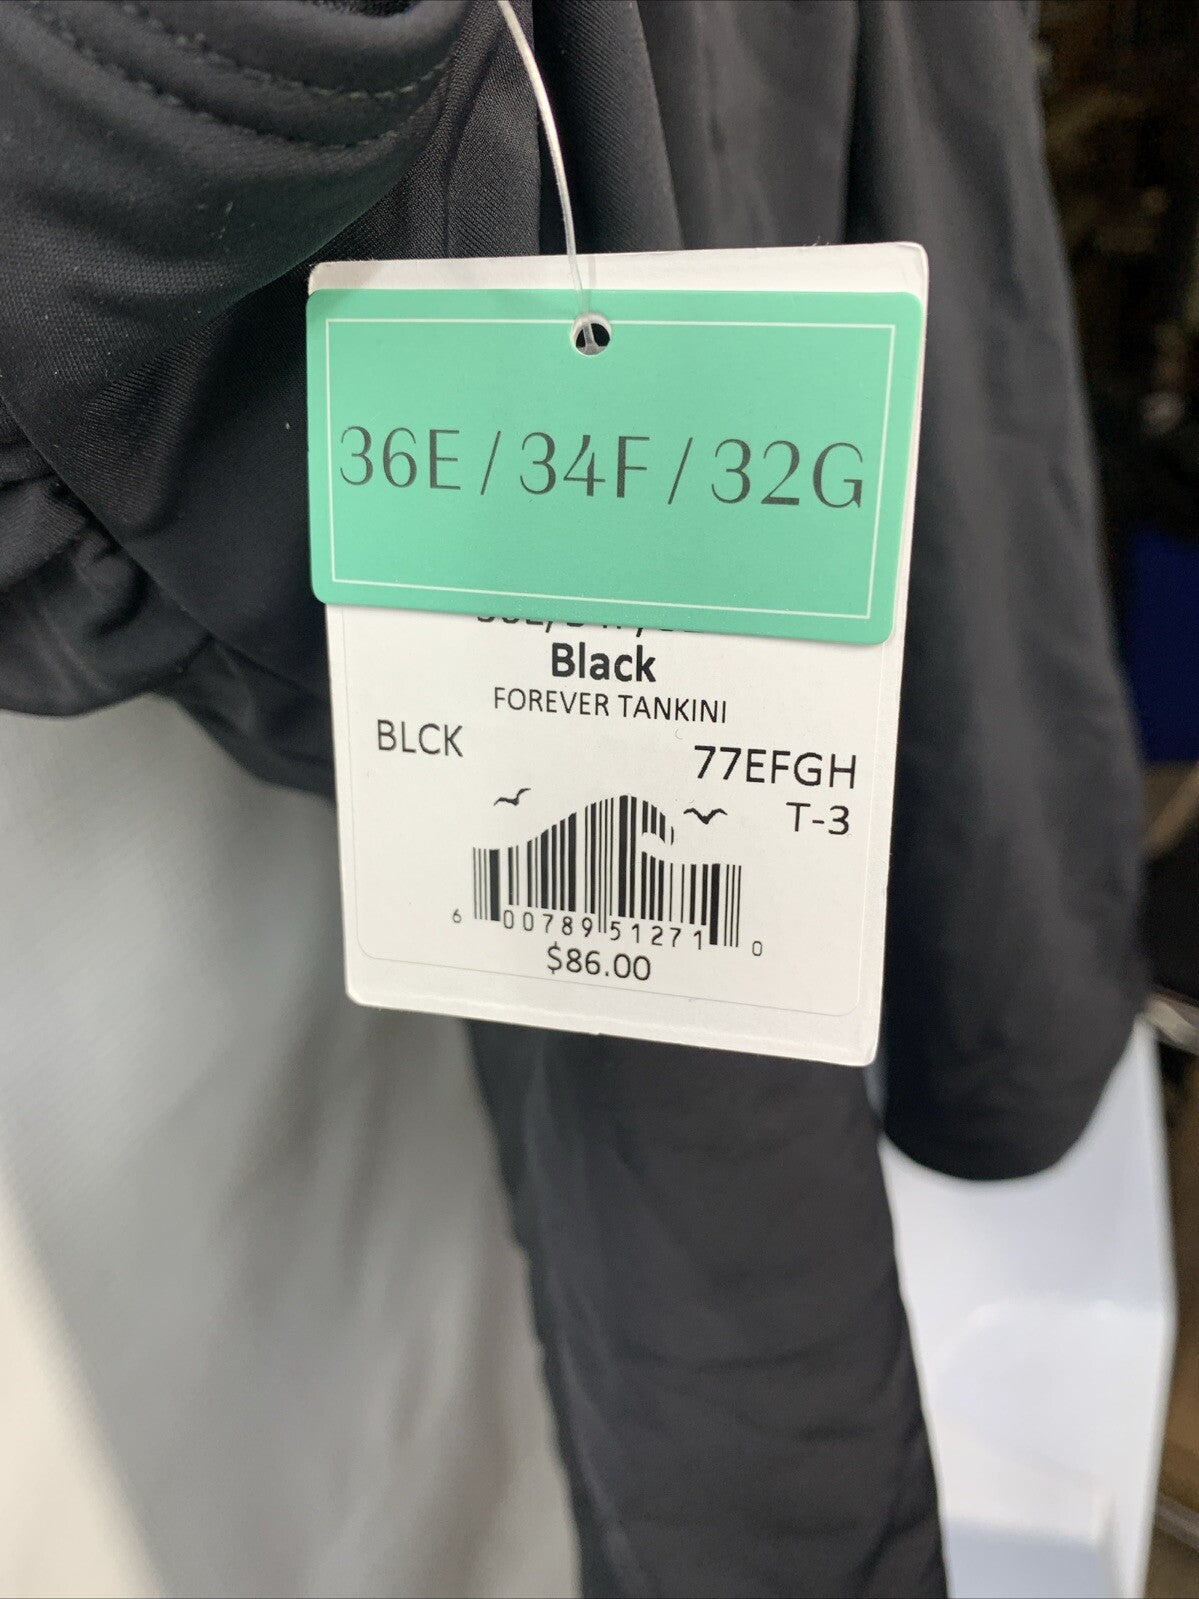 36E / 34F / 32G
Black
FOREVER TANKINI
BLCK
77EFGH
T-3
6 00789 51271 0
$86.00